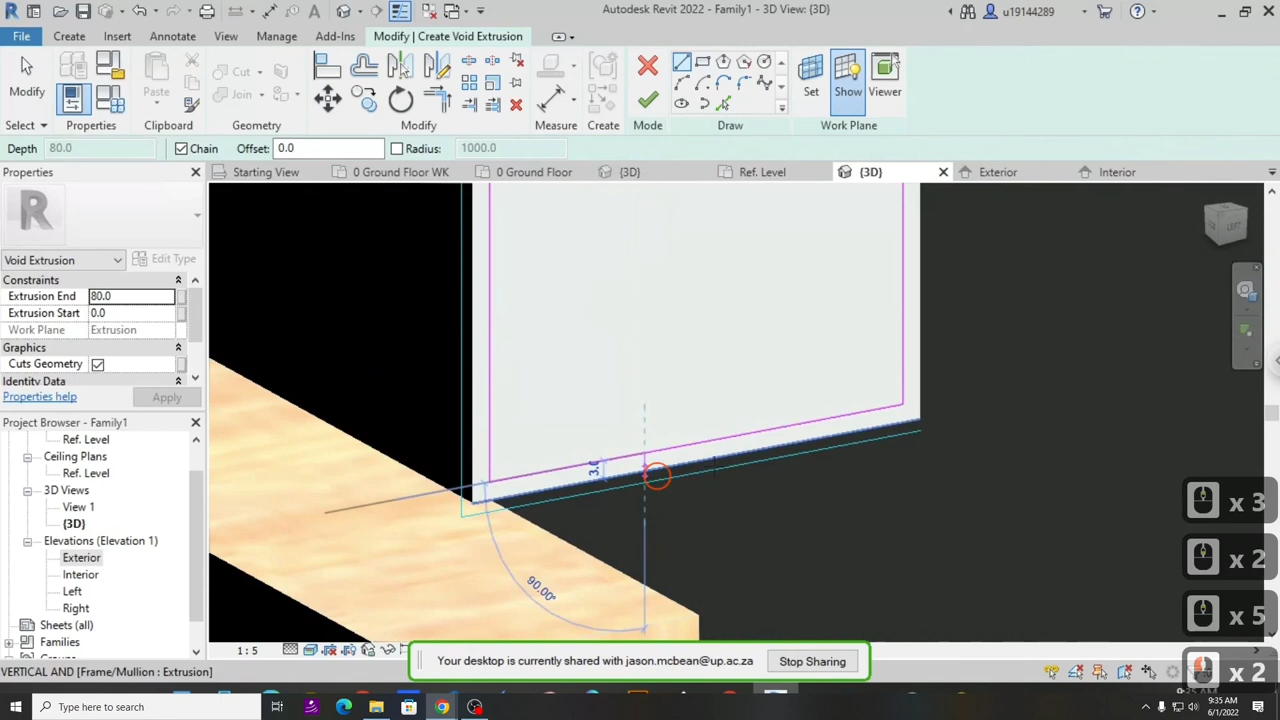 Autodesk Revit 2022 - Family1 - 3D View: {3D}
u19144289
File Create Insert Annotate View Manage Add-Ins Modify | Create Void Extrusion
Modify Paste Cut Join Measure Create Set Show Viewer
Select Properties Clipboard Geometry Modify Measure Create Mode Draw Work Plane
Depth 80.0 Chain Offset: 0.0 Radius: 1000.0
Properties
Starting View 0 Ground Floor WK 0 Ground Floor {3D} Ref. Level {3D} Exterior Interior
R
Void Extrusion Edit Type
Constraints
Extrusion End 80.0
Extrusion Start 0.0
Work Plane Extrusion
Graphics
Cuts Geometry
Identity Data
Properties help Apply
Project Browser - Family1
Ref. Level
Ceiling Plans
Ref. Level
3D Views
View 1
{3D}
Elevations (Elevation 1)
Exterior
Interior
Left
Right
Sheets (all)
Families
LEFT
3.0
90.00°
x 3
x 2
x 5
x 2
1 : 5
Your desktop is currently shared with jason.mcbean@up.ac.za Stop Sharing
VERTICAL AND [Frame/Mullion : Extrusion]
Type here to search
9:35 AM
6/1/2022